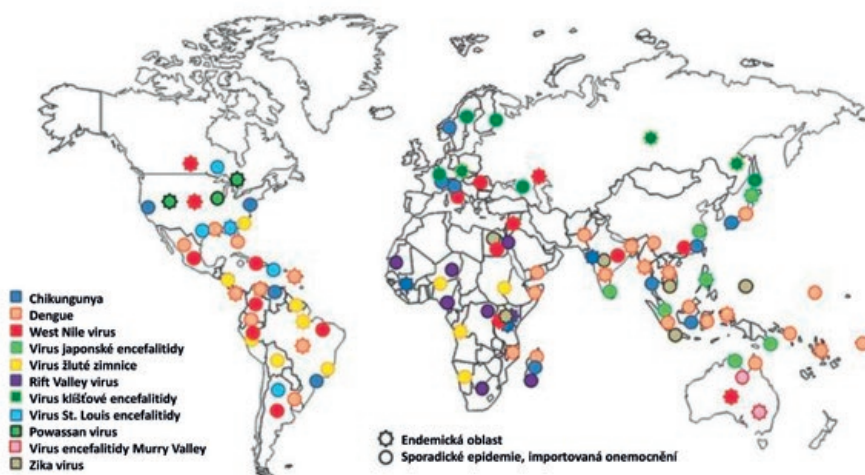 Chikungunya
Dengue
West Nile virus
Virus japonské encefalitidy
Virus žluté zimnice
Rift Valley virus
Virus klíšťové encefalitidy
Virus St. Louis encefalitidy
Powassan virus
Virus encefalitidy Murry Valley
Zika virus
Endemická oblast
Sporadické epidemie, importovaná onemocnění